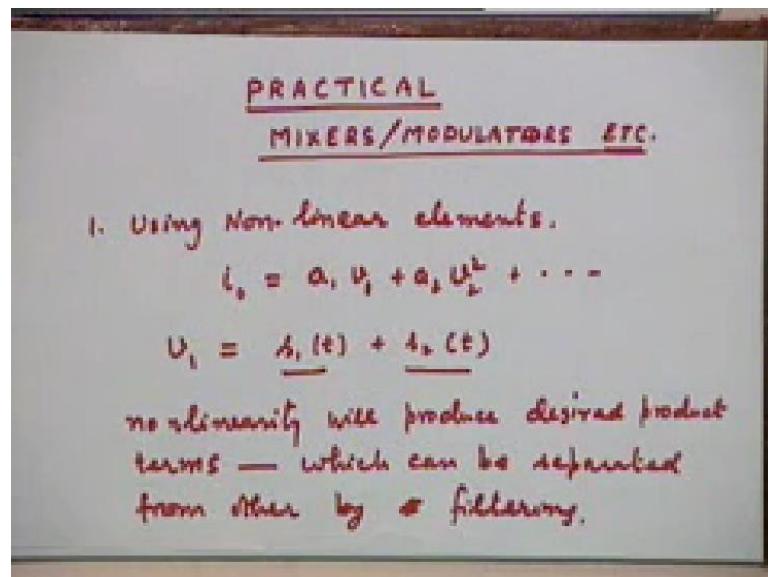 PRACTICAL
MIXERS/MODULATORS ETC.
1. Using Non-linear elements.
i₀ = a₁ v₁ + a₂ v₂² + ...
v₁ = s₁(t) + s₂(t)
nonlinearity will produce desired product
terms — which can be separated
from other by filtering.